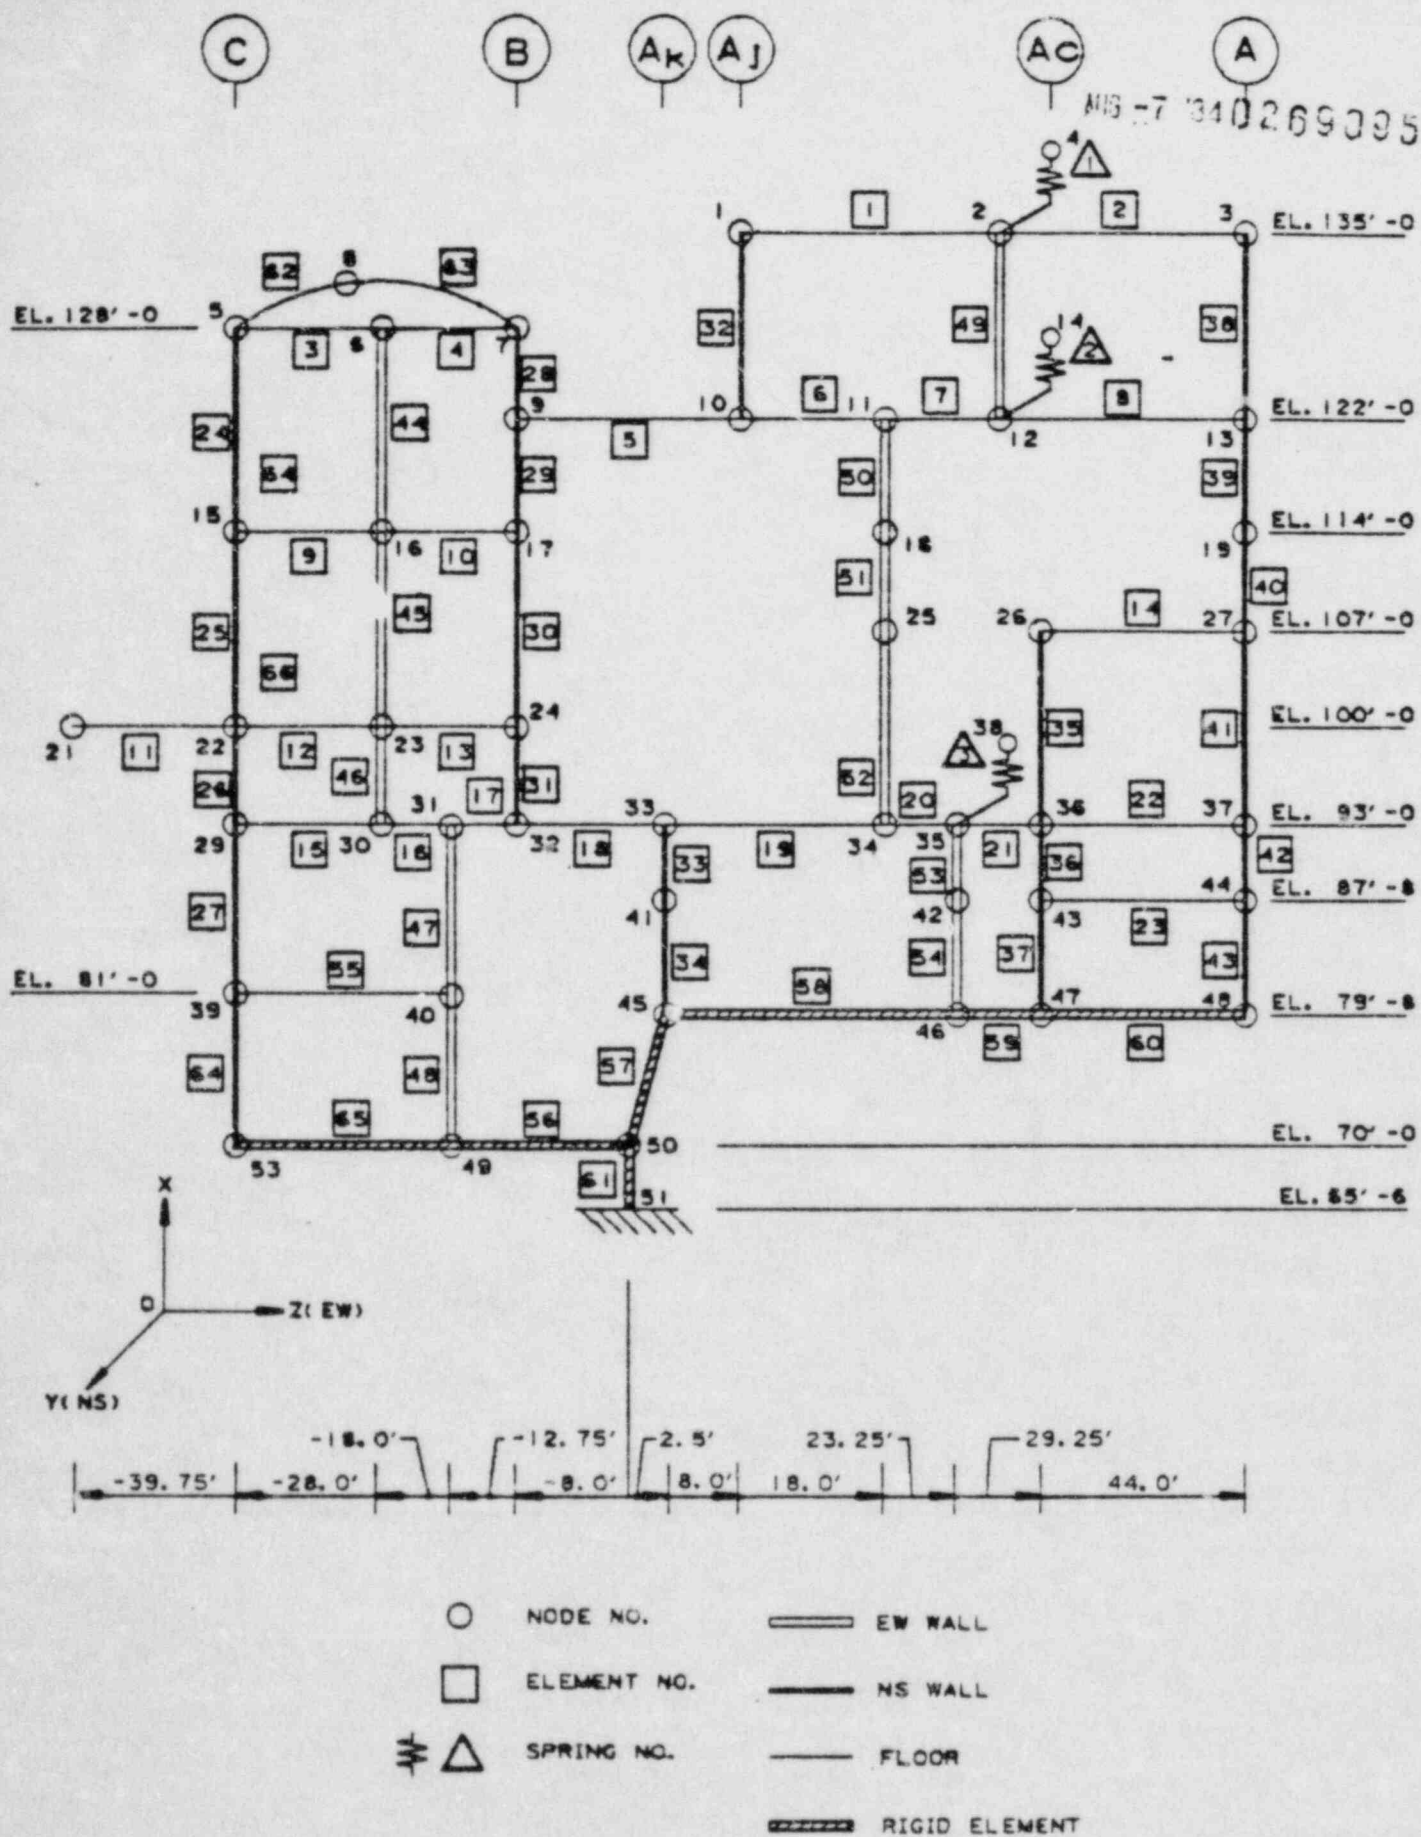 C B AK AJ AC A
AUG -7 '84 0269095
4 1
1 1 2 2 3 EL. 135'-0
62 8 63
EL. 128'-0 5 3 6 4 7 28 32 49 14 2 38
24 44 9 5 10 6 11 7 12 8 13 EL. 122'-0
64 29 50 39
15 9 16 10 17 18 19 EL. 114'-0
25 45 30 51 26 14 40
25 27 EL. 107'-0
66
21 11 22 12 23 13 24 3 38 35 41 EL. 100'-0
26 46 31 17 31 33 52 20 36 22 37
29 15 30 16 32 18 19 34 35 21 EL. 93'-0
33 53 36 42
27 47 41 42 43 23 44 EL. 87'-8
34 54 37 43
EL. 81'-0 39 55 40 58
45 46 59 47 60 48 EL. 79'-8
64 48 57
65 56
53 49 50 EL. 70'-0
61 51 EL. 65'-6
X
O Z(EW)
Y(NS)
-18.0' -12.75' 2.5' 23.25' 29.25'
-39.75' -28.0' -8.0' 8.0' 18.0' 44.0'
NODE NO. EW WALL
ELEMENT NO. NS WALL
SPRING NO. FLOOR
RIGID ELEMENT